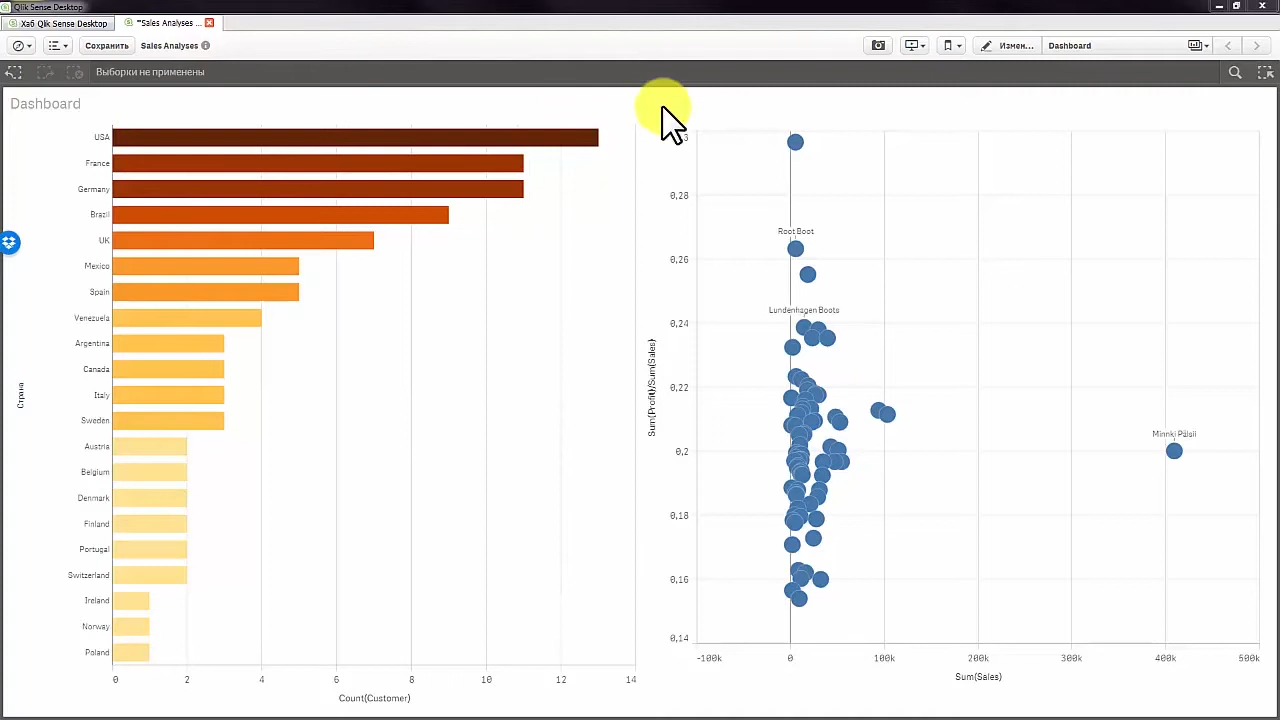 Qlik Sense Desktop
Хаб Qlik Sense Desktop
*Sales Analyses ...
Сохранить
Sales Analyses
Измен...
Dashboard
Выборки не применены
Dashboard
USA
France
Germany
Brazil
UK
Mexico
Spain
Venezuela
Argentina
Canada
Italy
Sweden
Austria
Belgium
Denmark
Finland
Portugal
Switzerland
Ireland
Norway
Poland
Страна
0 2 4 6 8 10 12 14
Count(Customer)
Root Boot
Lundenhagen Boots
Minnki Pälsii
0,28
0,26
0,24
0,22
0,2
0,18
0,16
0,14
Sum(Profit)/Sum(Sales)
-100k 0 100k 200k 300k 400k 500k
Sum(Sales)